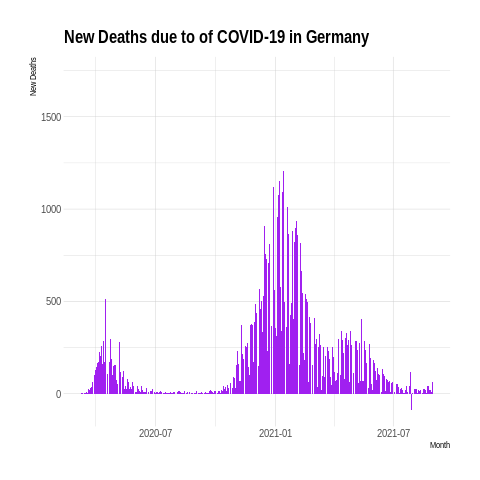 New Deaths due to of COVID-19 in Germany
New Deaths
1500
1000
500
0
2020-07
2021-01
2021-07
Month